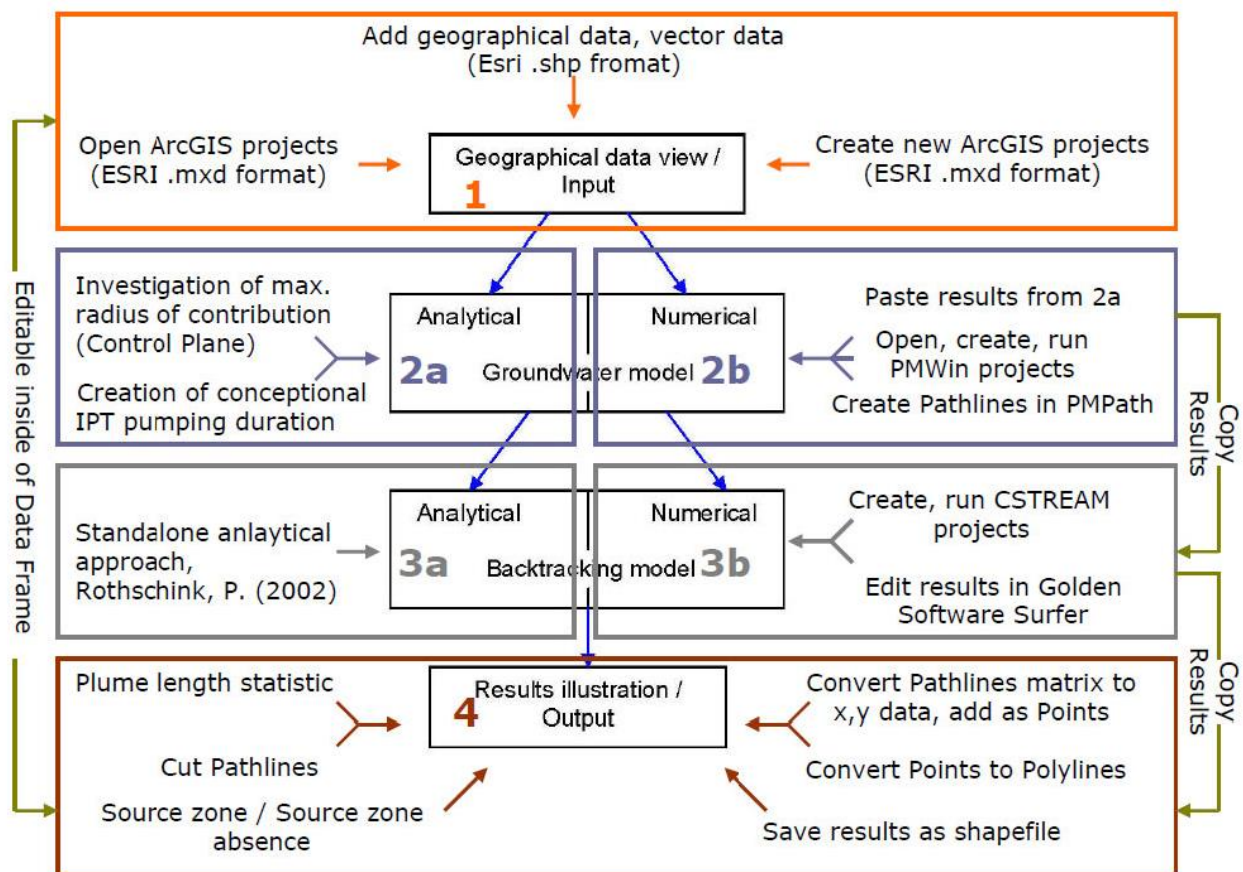 Add geographical data, vector data
(Esri .shp fromat)
Open ArcGIS projects
(ESRI .mxd format)
Geographical data view /
Input
1
Create new ArcGIS projects
(ESRI .mxd format)
Editable inside of Data Frame
Investigation of max.
radius of contribution
(Control Plane)
Creation of conceptional
IPT pumping duration
Analytical
Numerical
2a
Groundwater model
2b
Paste results from 2a
Open, create, run
PMWin projects
Create Pathlines in PMPath
Copy
Results
Standalone anlaytical
approach,
Rothschink, P. (2002)
Analytical
Numerical
3a
Backtracking model
3b
Create, run CSTREAM
projects
Edit results in Golden
Software Surfer
Copy
Results
Plume length statistic
Cut Pathlines
Source zone / Source zone
absence
Results illustration /
Output
4
Convert Pathlines matrix to
x,y data, add as Points
Convert Points to Polylines
Save results as shapefile